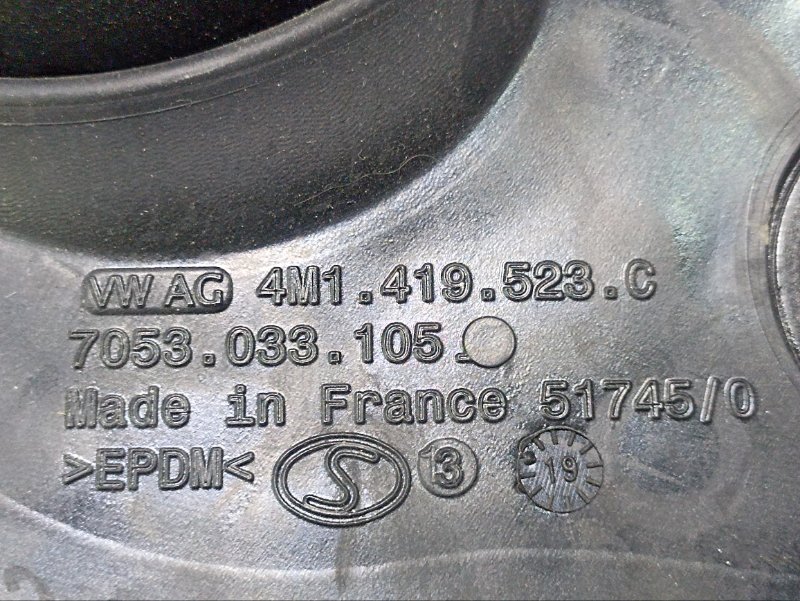 VW AG 4M1.419.523.C
7053.033.105.
Made in France 51745/0
>EPDM< S 13 19